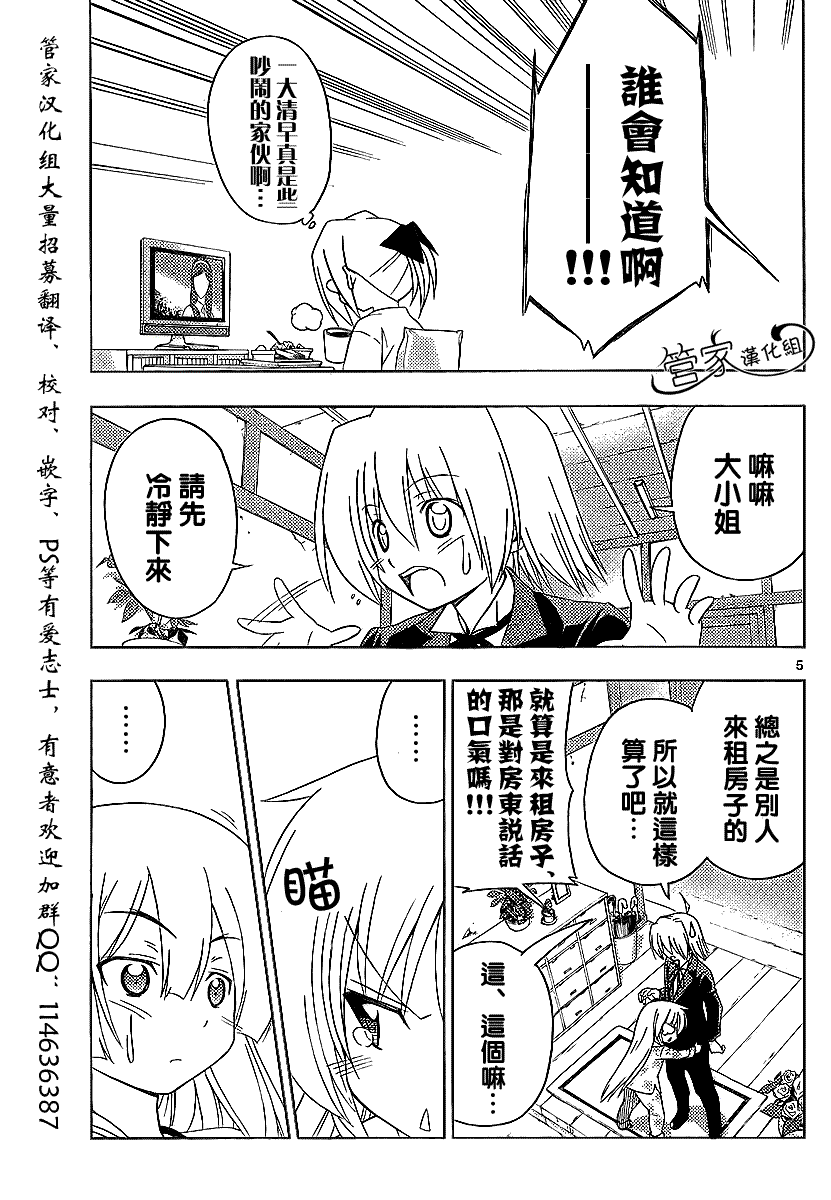 誰會知道啊
——————!!!
一大清早真是些
吵鬧的家伙啊…
管家漢化組
嘛嘛
大小姐
請先
冷靜下來
5
總之是別人
來租房子的
所以就這樣
算了吧…
就算是來租房子、
那是對房東說話
的口氣嗎!!!
這、這個嘛…
……
瞄
……
管家汉化组大量招募翻译、校对、嵌字、PS等有爱志士，有意者欢迎加群QQ：114636387